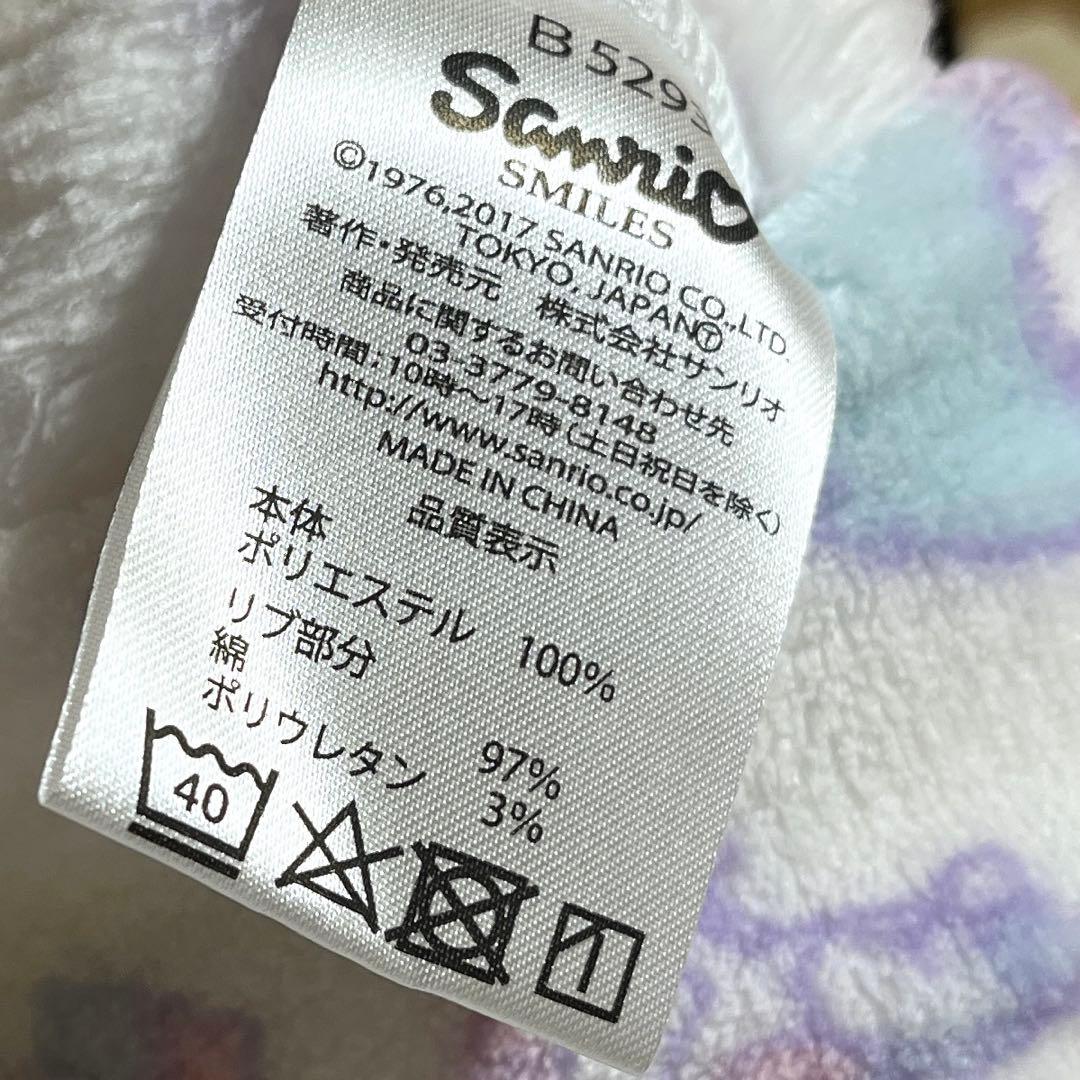 B5293
Sanrio
SMILES
©1976,2017 SANRIO CO.,LTD.
TOKYO, JAPANⓉ
著作・発売元 株式会社サンリオ
商品に関するお問い合わせ先
03-3779-8148
受付時間;10時〜17時(土日祝日を除く)
http://www.sanrio.co.jp/
MADE IN CHINA
品質表示
本体
ポリエステル 100%
リブ部分
綿 97%
ポリウレタン 3%
40